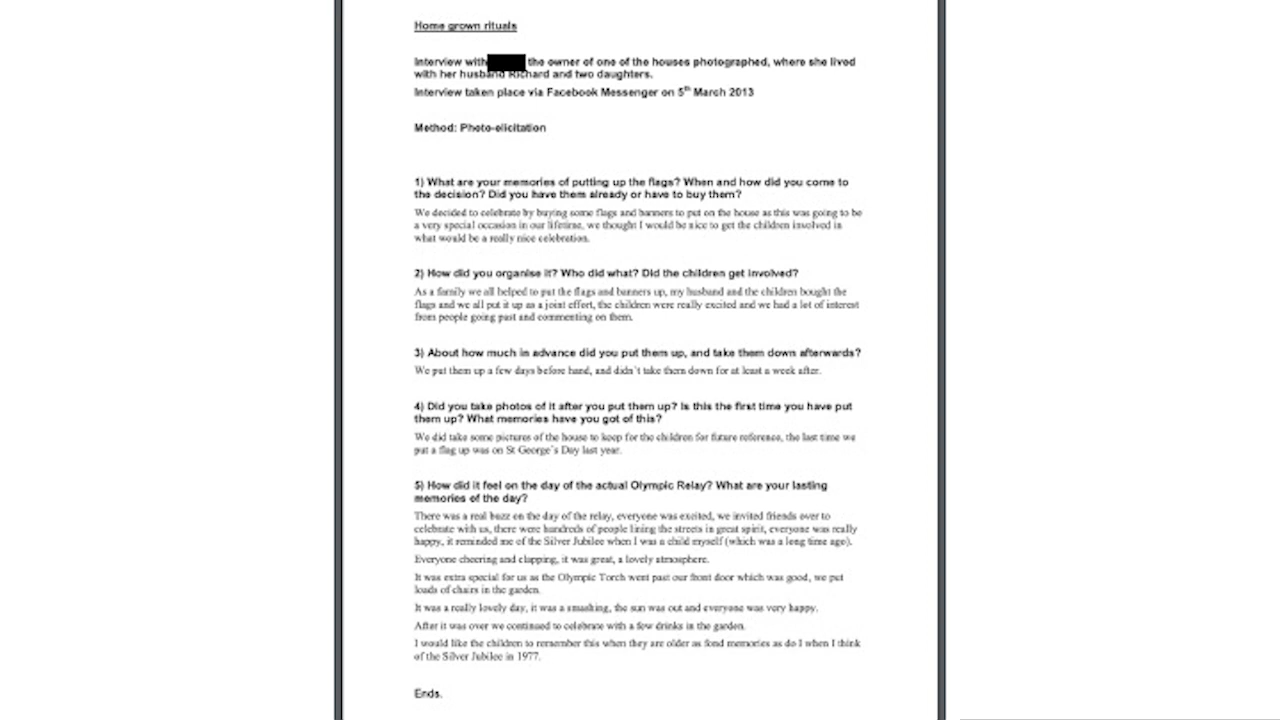 Home grown rituals
Interview with the owner of one of the houses photographed, where she lived
with her husband Richard and two daughters.
Interview taken place via Facebook Messenger on 5th March 2013
Method: Photo-elicitation
1) What are your memories of putting up the flags? When and how did you come to
the decision? Did you have them already or have to buy them?
We decided to celebrate by buying some flags and banners to put on the house as this was going to be
a very special occasion in our lifetime, we thought I would be nice to get the children involved in
what would be a really nice celebration.
2) How did you organise it? Who did what? Did the children get involved?
As a family we all helped to put the flags and banners up, my husband and the children bought the
flags and we all put it up as a joint effort, the children were really excited and we had a lot of interest
from people going past and commenting on them.
3) About how much in advance did you put them up, and take them down afterwards?
We put them up a few days before hand, and didn't take them down for at least a week after.
4) Did you take photos of it after you put them up? Is this the first time you have put
them up? What memories have you got of this?
We did take some pictures of the house to keep for the children for future reference, the last time we
put a flag up was on St George's Day last year.
5) How did it feel on the day of the actual Olympic Relay? What are your lasting
memories of the day?
There was a real buzz on the day of the relay, everyone was excited, we invited friends over to
celebrate with us, there were hundreds of people lining the streets in great spirit, everyone was really
happy, it reminded me of the Silver Jubilee when I was a child myself (which was a long time ago).
Everyone cheering and clapping, it was great, a lovely atmosphere.
It was extra special for us as the Olympic Torch went past our front door which was good, we put
loads of chairs in the garden.
It was a really lovely day, it was a smashing, the sun was out and everyone was very happy.
After it was over we continued to celebrate with a few drinks in the garden.
I would like the children to remember this when they are older as fond memories as do I when I think
of the Silver Jubilee in 1977.
Ends.